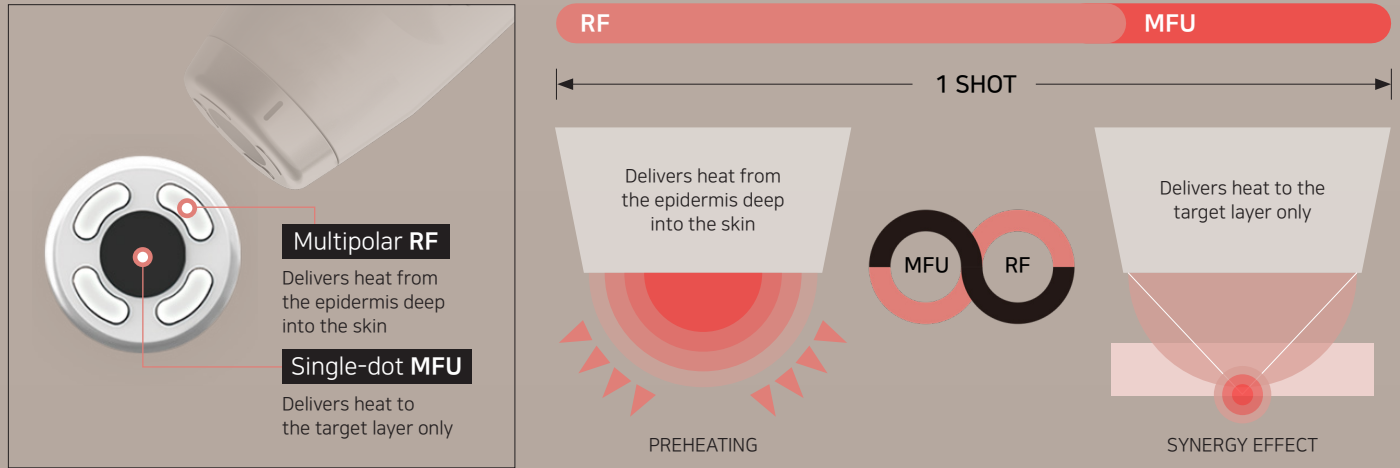 Multipolar RF
Delivers heat from
the epidermis deep
into the skin
Single-dot MFU
Delivers heat to
the target layer only
RF
MFU
1 SHOT
Delivers heat from
the epidermis deep
into the skin
PREHEATING
MFU
RF
Delivers heat to the
target layer only
SYNERGY EFFECT